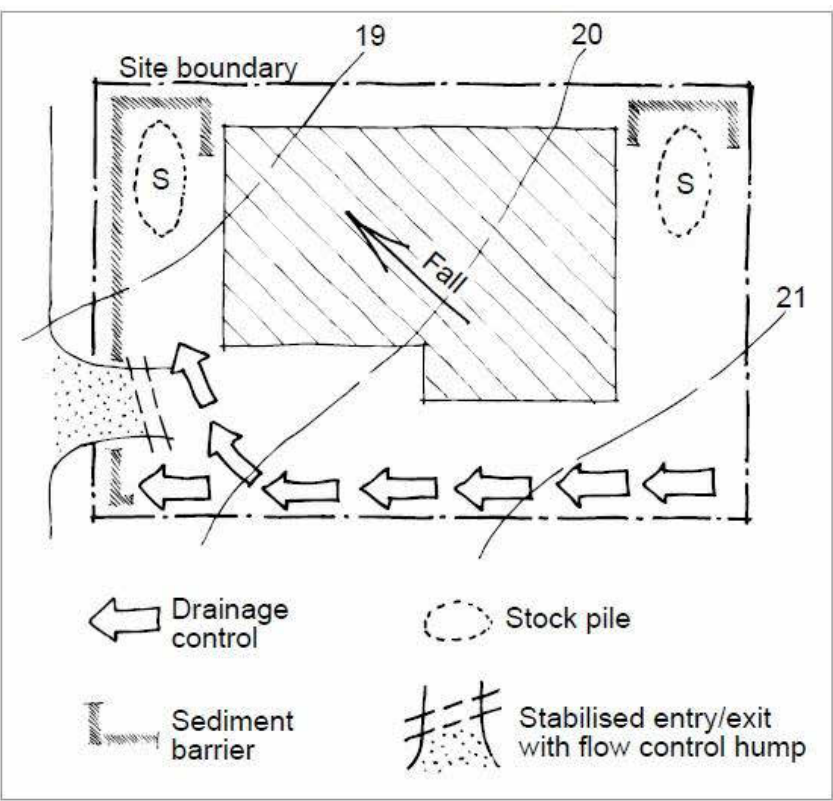 19
20
Site boundary
S
S
Fall
21
Drainage
control
Stock pile
Sediment
barrier
Stabilised entry/exit
with flow control hump